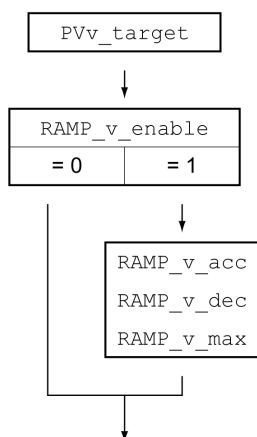 PVv_target
RAMP_v_enable
= 0 = 1
RAMP_v_acc
RAMP_v_dec
RAMP_v_max